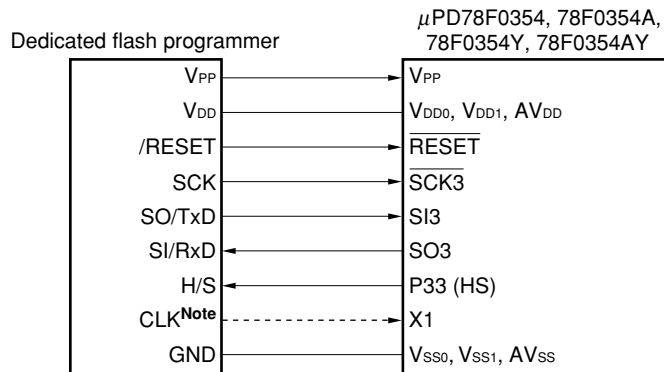 μPD78F0354, 78F0354A,
Dedicated flash programmer 78F0354Y, 78F0354AY
VPP VPP
VDD VDD0, VDD1, AVDD
/RESET RESET
SCK SCK3
SO/TxD SI3
SI/RxD SO3
H/S P33 (HS)
CLKNote X1
GND VSS0, VSS1, AVSS